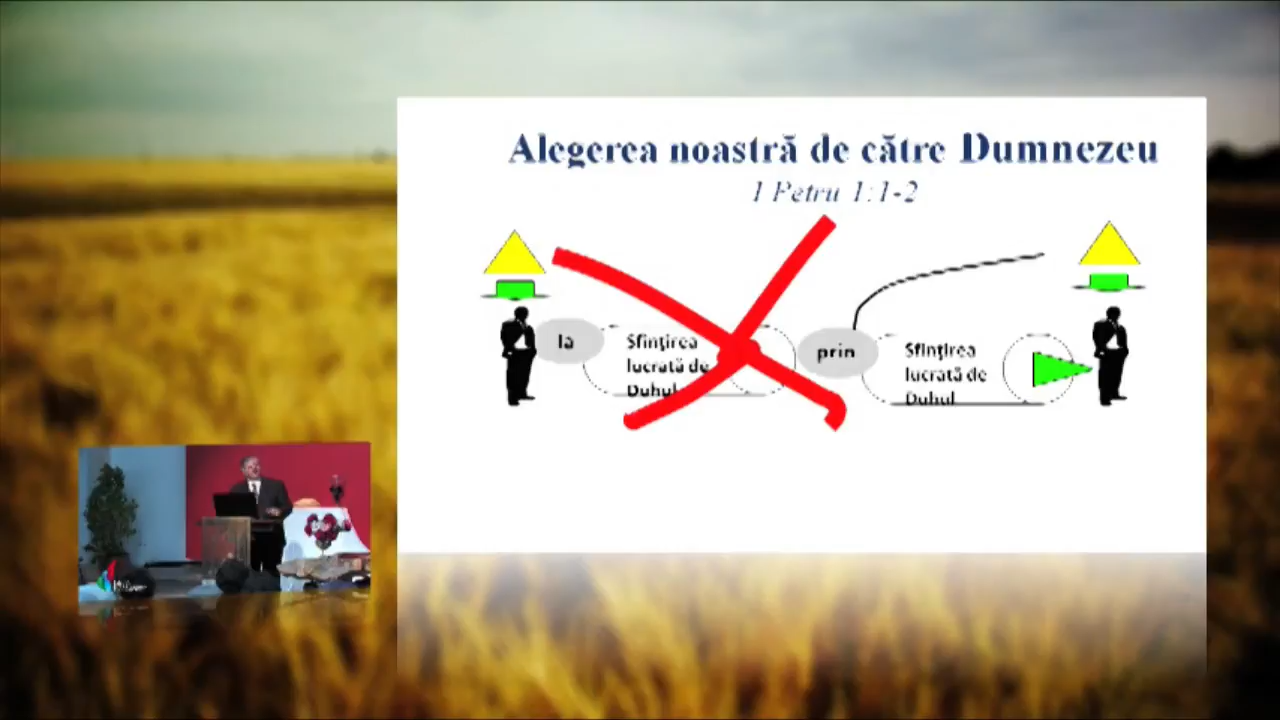 Alegerea noastră de către Dumnezeu
1 Petru 1:1-2
la
Sfinţirea
lucrată de
Duhul
prin
Sfinţirea
lucrată de
Duhul